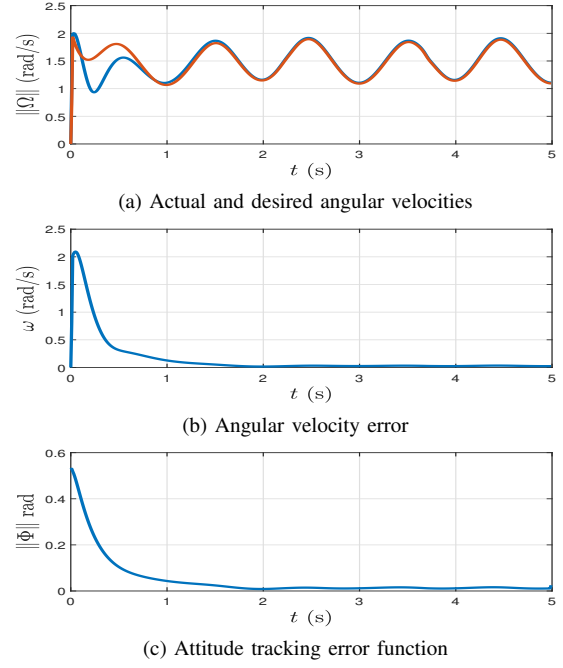 2.5
2
1.5
1
0.5
0
‖Ω‖ (rad/s)
0 1 2 3 4 5
t (s)
(a) Actual and desired angular velocities
2.5
2
1.5
1
0.5
0
ω (rad/s)
0 1 2 3 4 5
t (s)
(b) Angular velocity error
0.6
0.4
0.2
0
‖Φ‖ rad
0 1 2 3 4 5
t (s)
(c) Attitude tracking error function